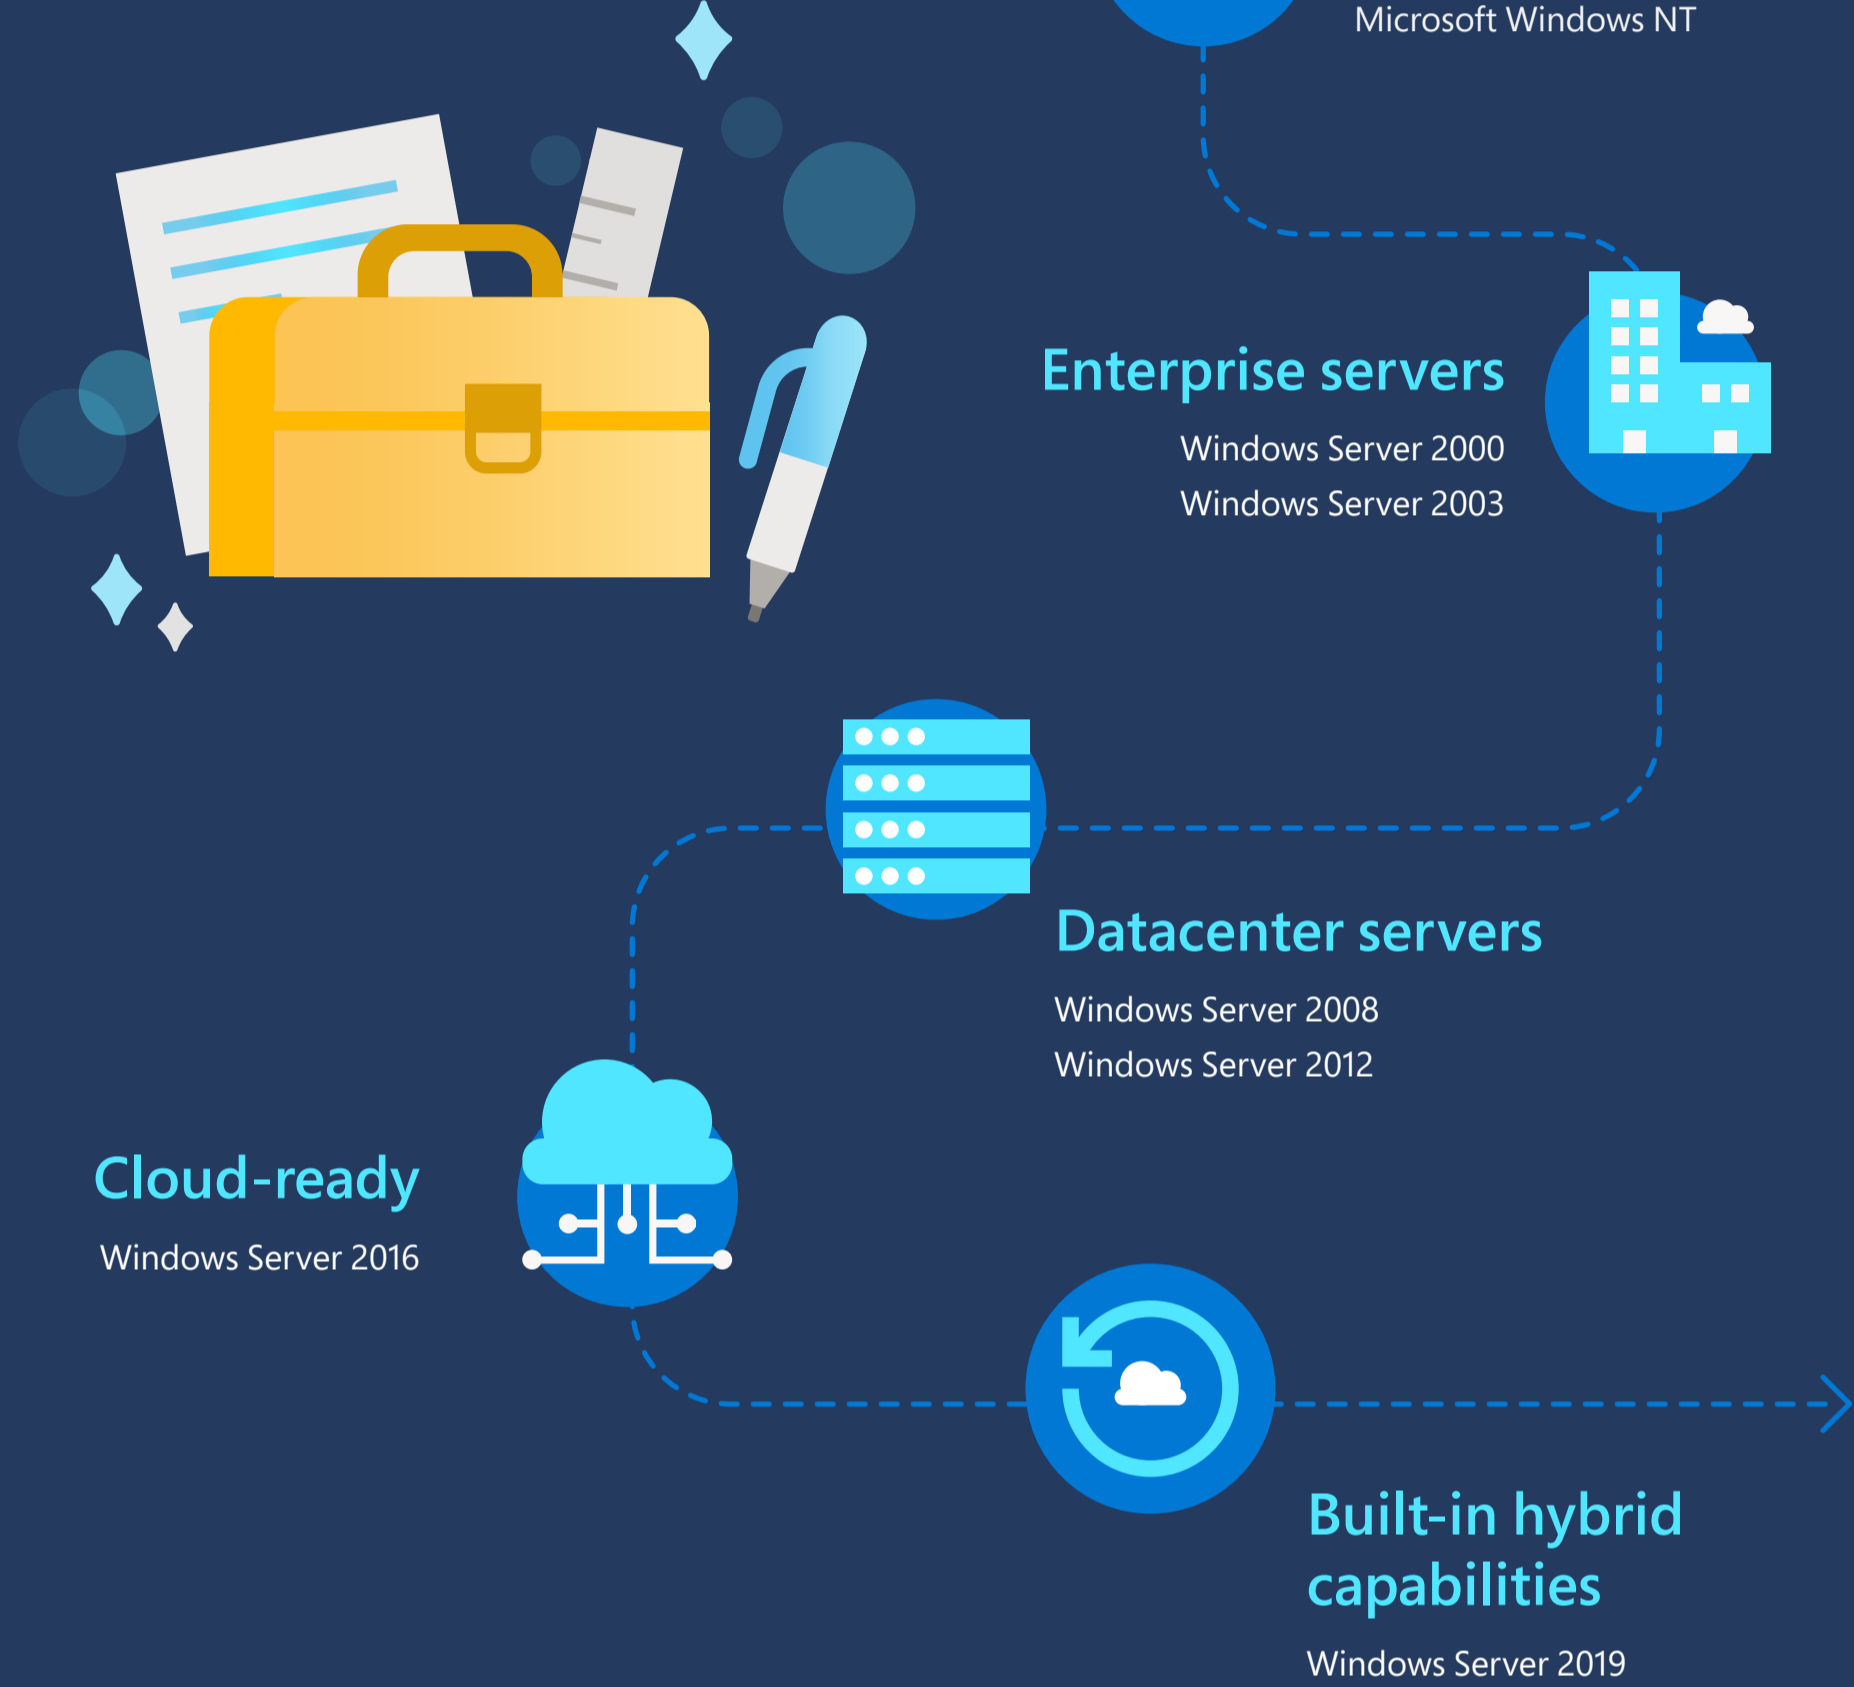 Microsoft Windows NT
Enterprise servers
Windows Server 2000
Windows Server 2003
Datacenter servers
Windows Server 2008
Windows Server 2012
Cloud-ready
Windows Server 2016
Built-in hybrid
capabilities
Windows Server 2019